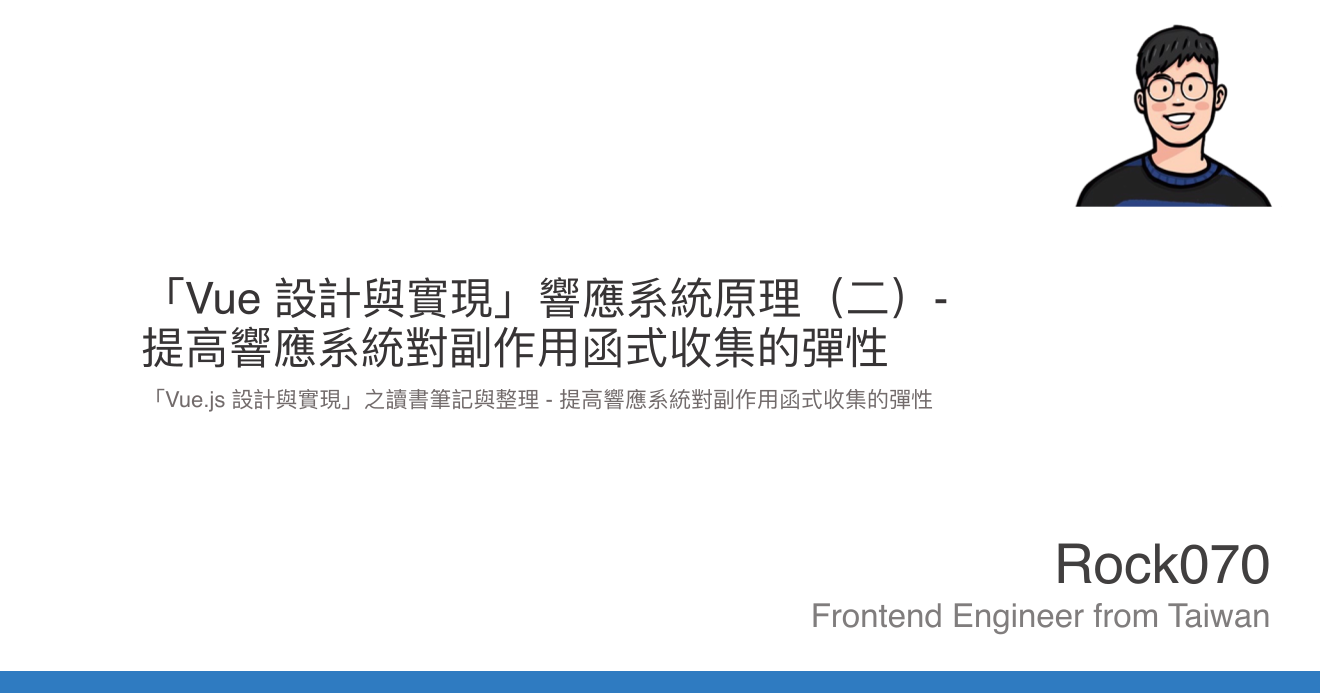 「Vue 設計與實現」響應系統原理（二）-
提高響應系統對副作用函式收集的彈性
「Vue.js 設計與實現」之讀書筆記與整理 - 提高響應系統對副作用函式收集的彈性
Rock070
Frontend Engineer from Taiwan